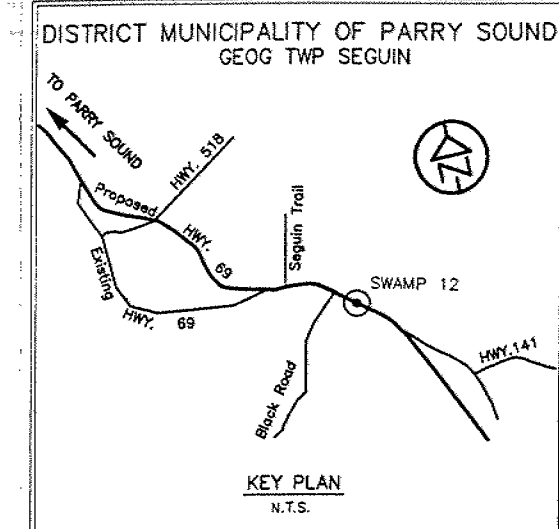 DISTRICT MUNICIPALITY OF PARRY SOUND
GEOG TWP SEGUIN
TO PARRY SOUND
HWY. 518
Proposed
HWY. 69
Seguin Trail
Existing
HWY. 69
SWAMP 12
HWY.141
Black Road
KEY PLAN
N.T.S.